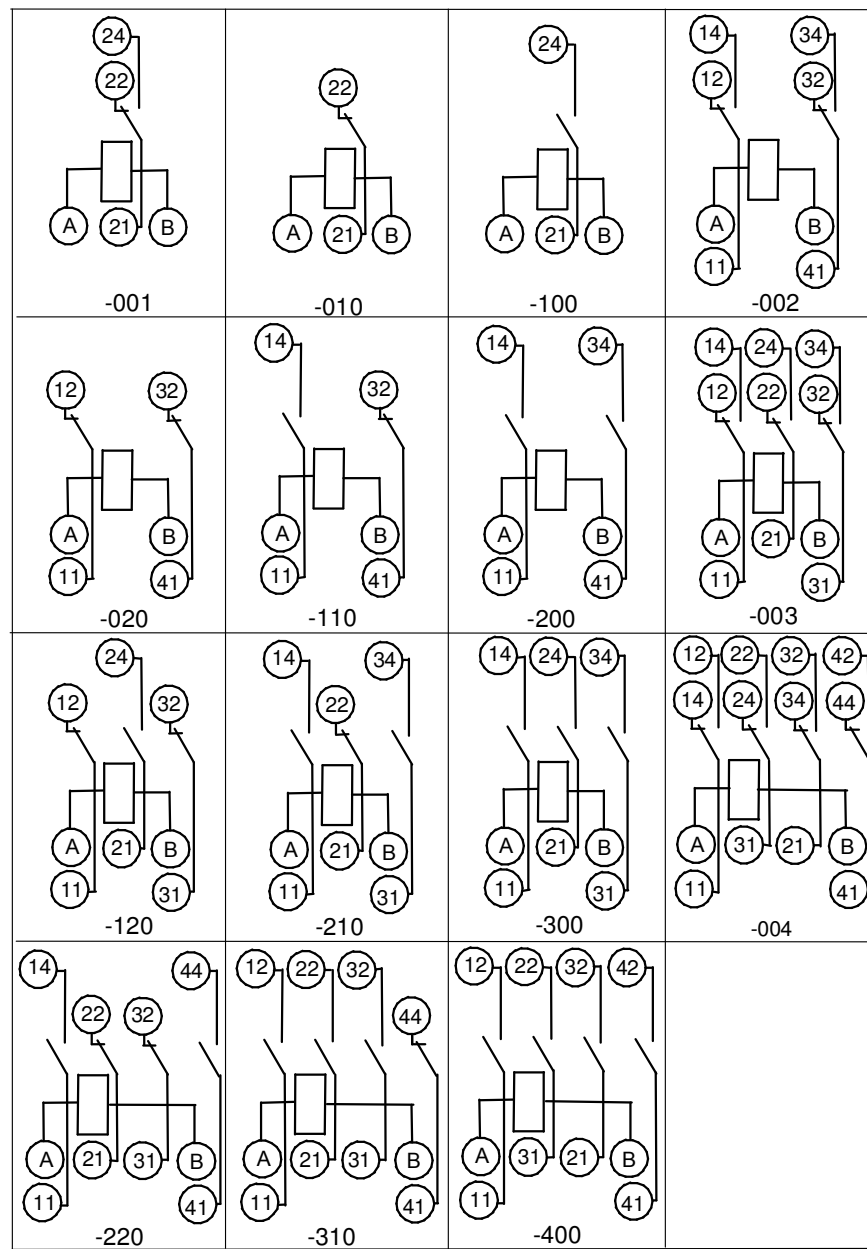 24
22
A 21 B
-001
22
A 21 B
-010
24
A 21 B
-100
14 34
12 32
A B
11 41
-002
12 32
A B
11 41
-020
14
32
A B
11 41
-110
14 34
A B
11 41
-200
14 24 34
12 22 32
A 21 B
11 31
-003
24
12 32
A 21 B
11 31
-120
14 34
22
A 21 B
11 31
-210
14 24 34
A 21 B
11 31
-300
12 22 32 42
14 24 34 44
A 31 21 B
11 41
-004
14 44
22 32
A 21 31 B
11 41
-220
12 22 32
44
A 21 31 B
11 41
-310
12 22 32 42
A 31 21 B
11 41
-400